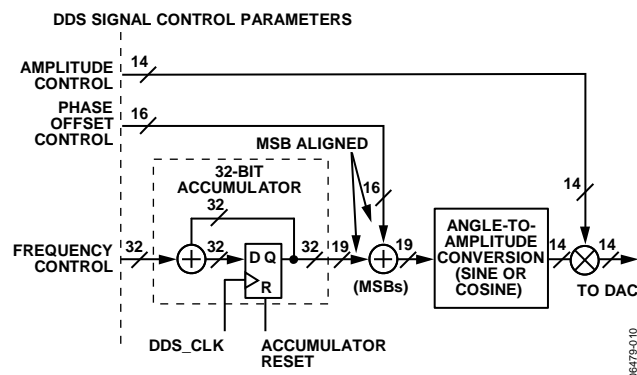 DDS SIGNAL CONTROL PARAMETERS
AMPLITUDE
CONTROL
14
PHASE
OFFSET
CONTROL
16
MSB ALIGNED
32-BIT
ACCUMULATOR
32
16
14
FREQUENCY
CONTROL
32
32
D Q
R
32
19
(MSBs)
19
ANGLE-TO-
AMPLITUDE
CONVERSION
(SINE OR
COSINE)
14
14
TO DAC
DDS_CLK
ACCUMULATOR
RESET
06479-010